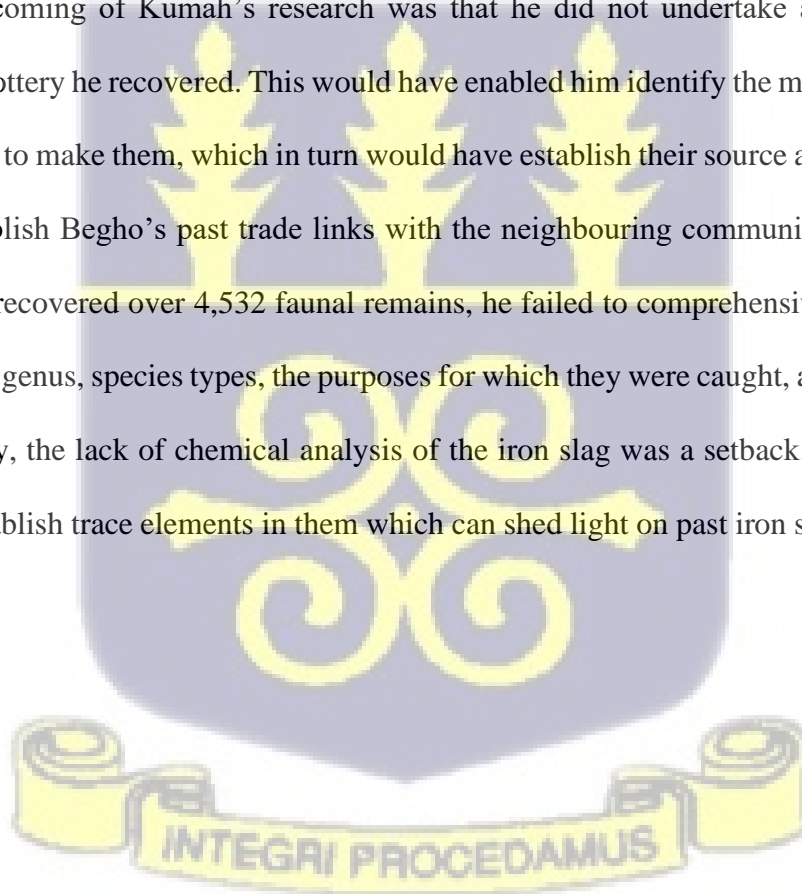 coming of Kumah’s research was that he did not undertake
ottery he recovered. This would have enabled him identify the
to make them, which in turn would have establish their source
blish Begho’s past trade links with the neighbouring
recovered over 4,532 faunal remains, he failed to
genus, species types, the purposes for which they were caught,
the lack of chemical analysis of the iron slag was a setback
ablish trace elements in them which can shed light on past iron
INTEGRI PROCEDAMUS